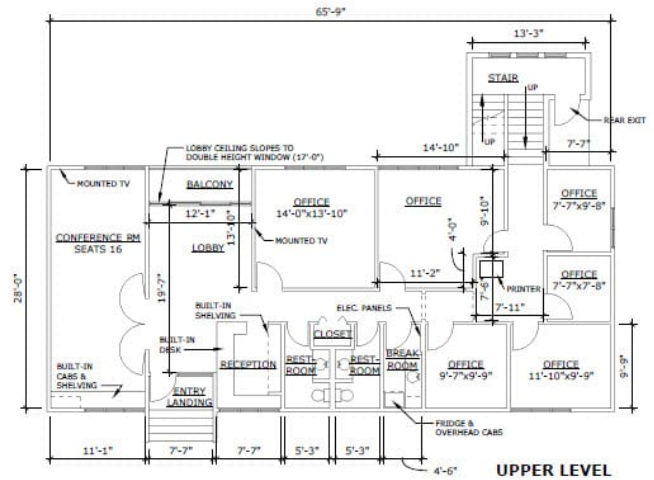 65'-9"
13'-3"
STAIR
UP
UP
REAR EXIT
LOBBY CEILING SLOPES TO
DOUBLE HEIGHT WINDOW (17'-0")
14'-10"
7'-7"
MOUNTED TV
BALCONY
12'-1"
OFFICE
14'-0"x13'-10"
OFFICE
9'-10"
OFFICE
7'-7"x9'-8"
CONFERENCE RM
SEATS 16
LOBBY
13'-10"
MOUNTED TV
4'-0"
28'-0"
19'-7"
11'-2"
PRINTER
7'-6"
OFFICE
7'-7"x7'-8"
7'-11"
BUILT-IN
SHELVING
ELEC. PANELS
BUILT-IN
DESK
CLOSET
BUILT-IN
CABS &
SHELVING
RECEPTION
REST-
ROOM
REST-
ROOM
BREAK-
ROOM
OFFICE
9'-7"x9'-9"
OFFICE
11'-10"x9'-9"
9'-9"
ENTRY
LANDING
FRIDGE &
OVERHEAD CABS
11'-1"
7'-7"
7'-7"
5'-3"
5'-3"
4'-6"
UPPER LEVEL